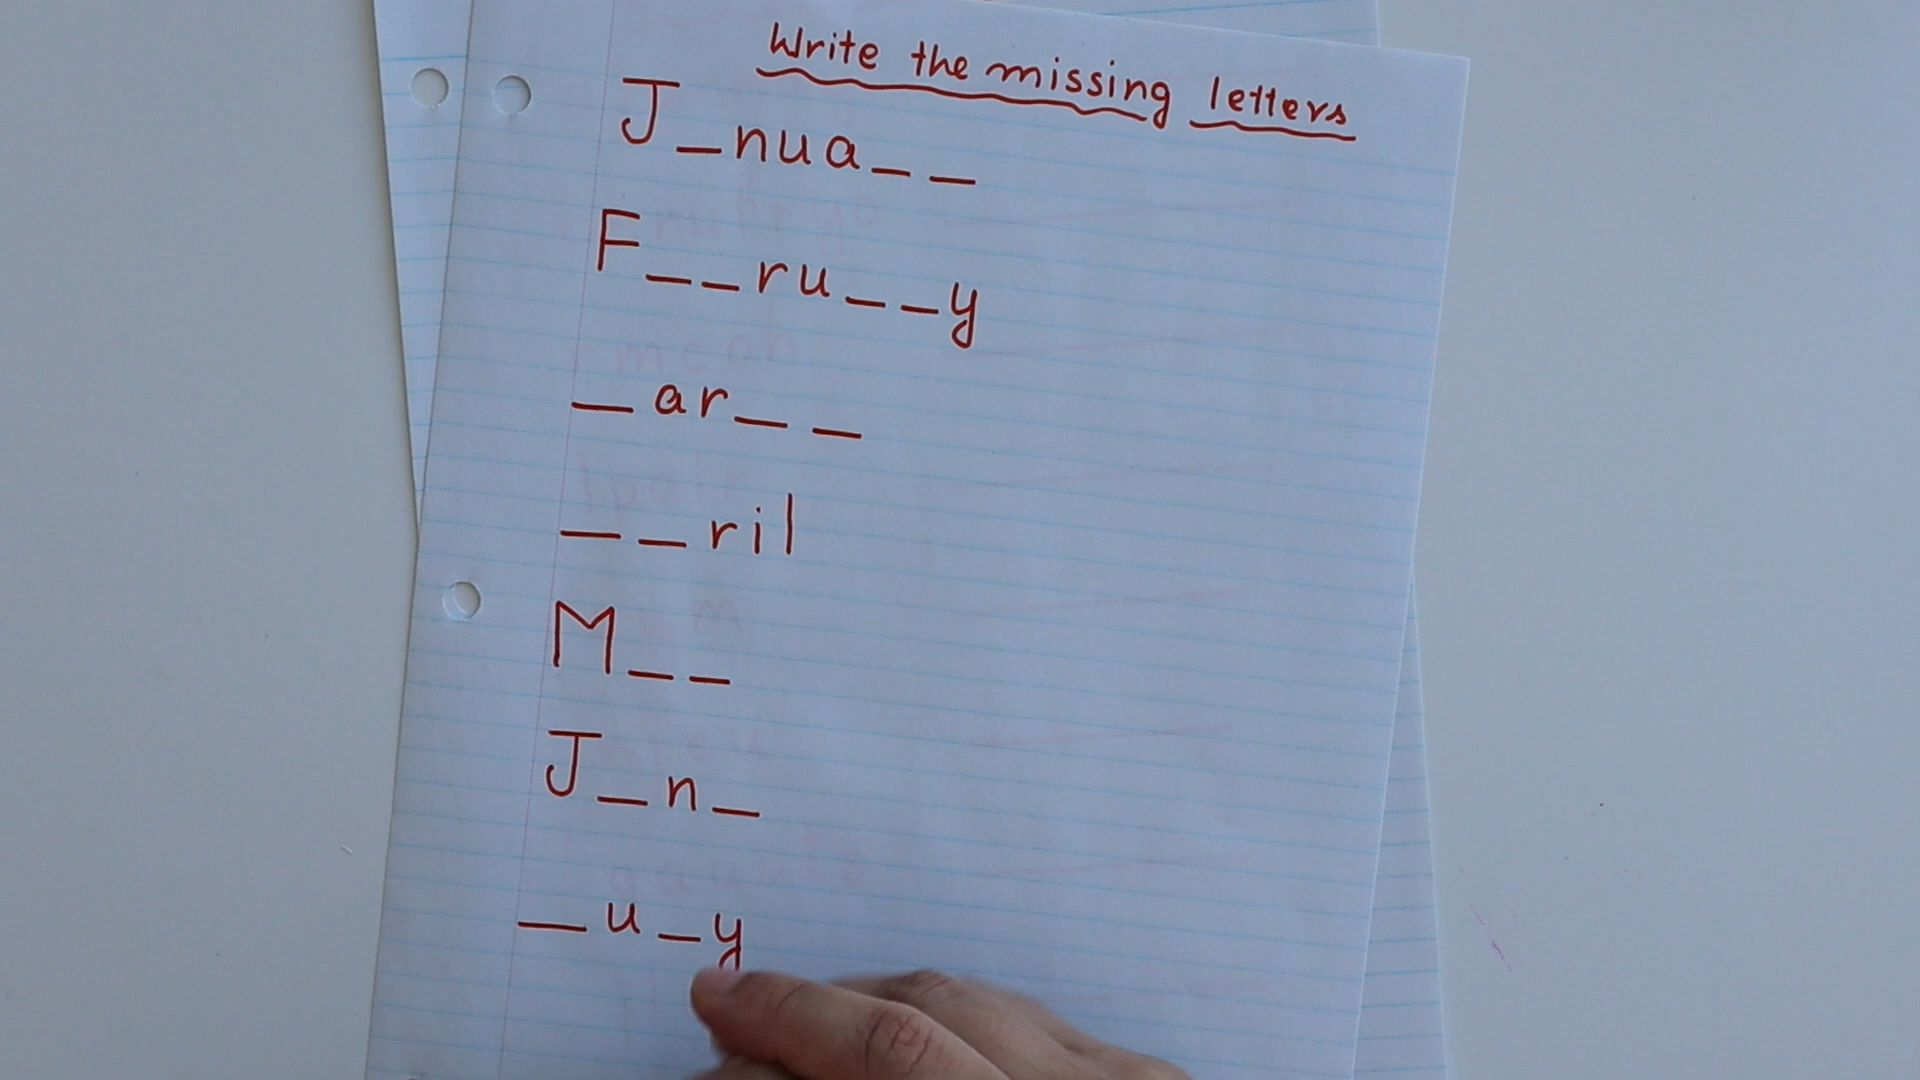 Write the missing letters
J_nua__
F__ru__y
_ar__
__ril
M__
J_n_
_u_y